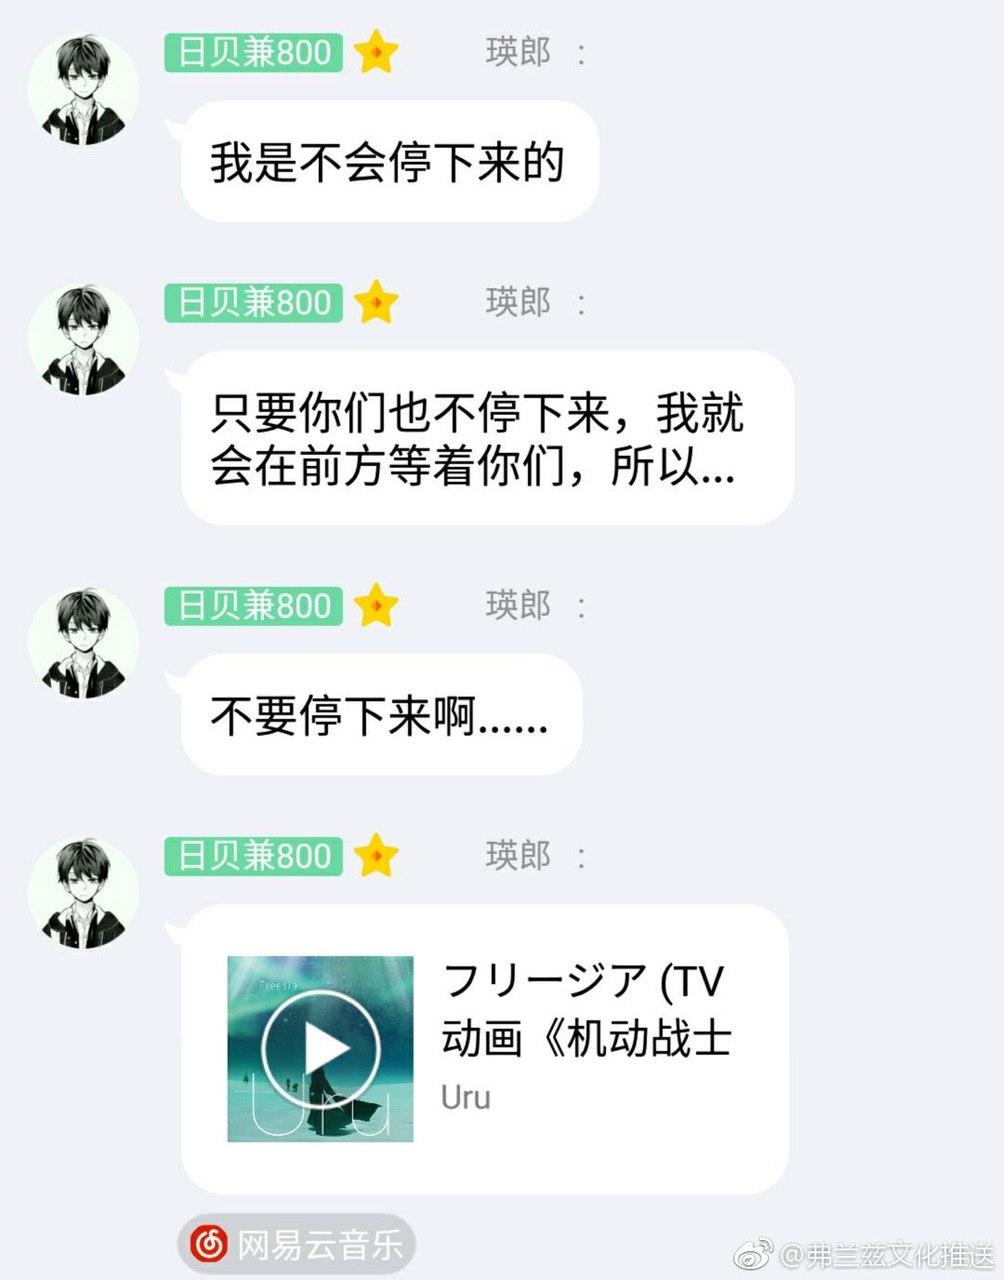 日贝兼800 瑛郎 :
我是不会停下来的
日贝兼800 瑛郎 :
只要你们也不停下来，我就
会在前方等着你们，所以...
日贝兼800 瑛郎 :
不要停下来啊......
日贝兼800 瑛郎 :
Freesia
Uru
フリージア (TV
动画《机动战士
Uru
网易云音乐
@弗兰兹文化推送